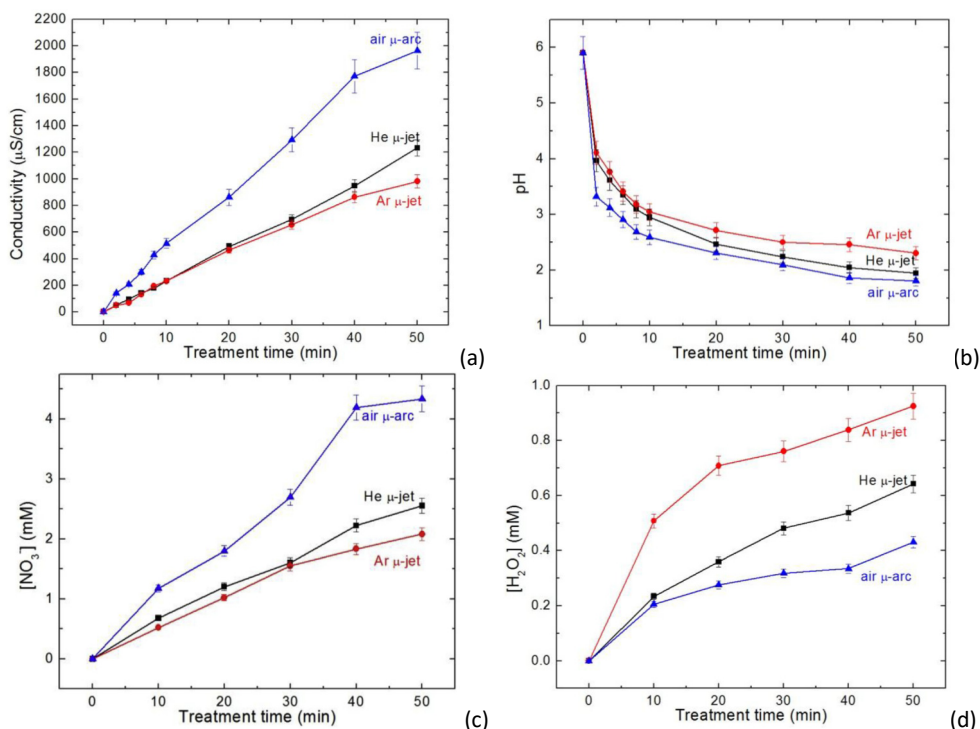 2200
2000
1800
1600
1400
1200
1000
800
600
400
200
0
Conductivity (µS/cm)
air µ-arc
He µ-jet
Ar µ-jet
0 10 20 30 40 50
Treatment time (min)
(a)
6
5
4
3
2
1
pH
Ar µ-jet
He µ-jet
air µ-arc
0 10 20 30 40 50
Treatment time (min)
(b)
4
3
2
1
0
[NO₃] (mM)
air µ-arc
He µ-jet
Ar µ-jet
0 10 20 30 40 50
Treatment time (min)
(c)
1.0
0.8
0.6
0.4
0.2
0.0
[H₂O₂] (mM)
Ar µ-jet
He µ-jet
air µ-arc
0 10 20 30 40 50
Treatment time (min)
(d)